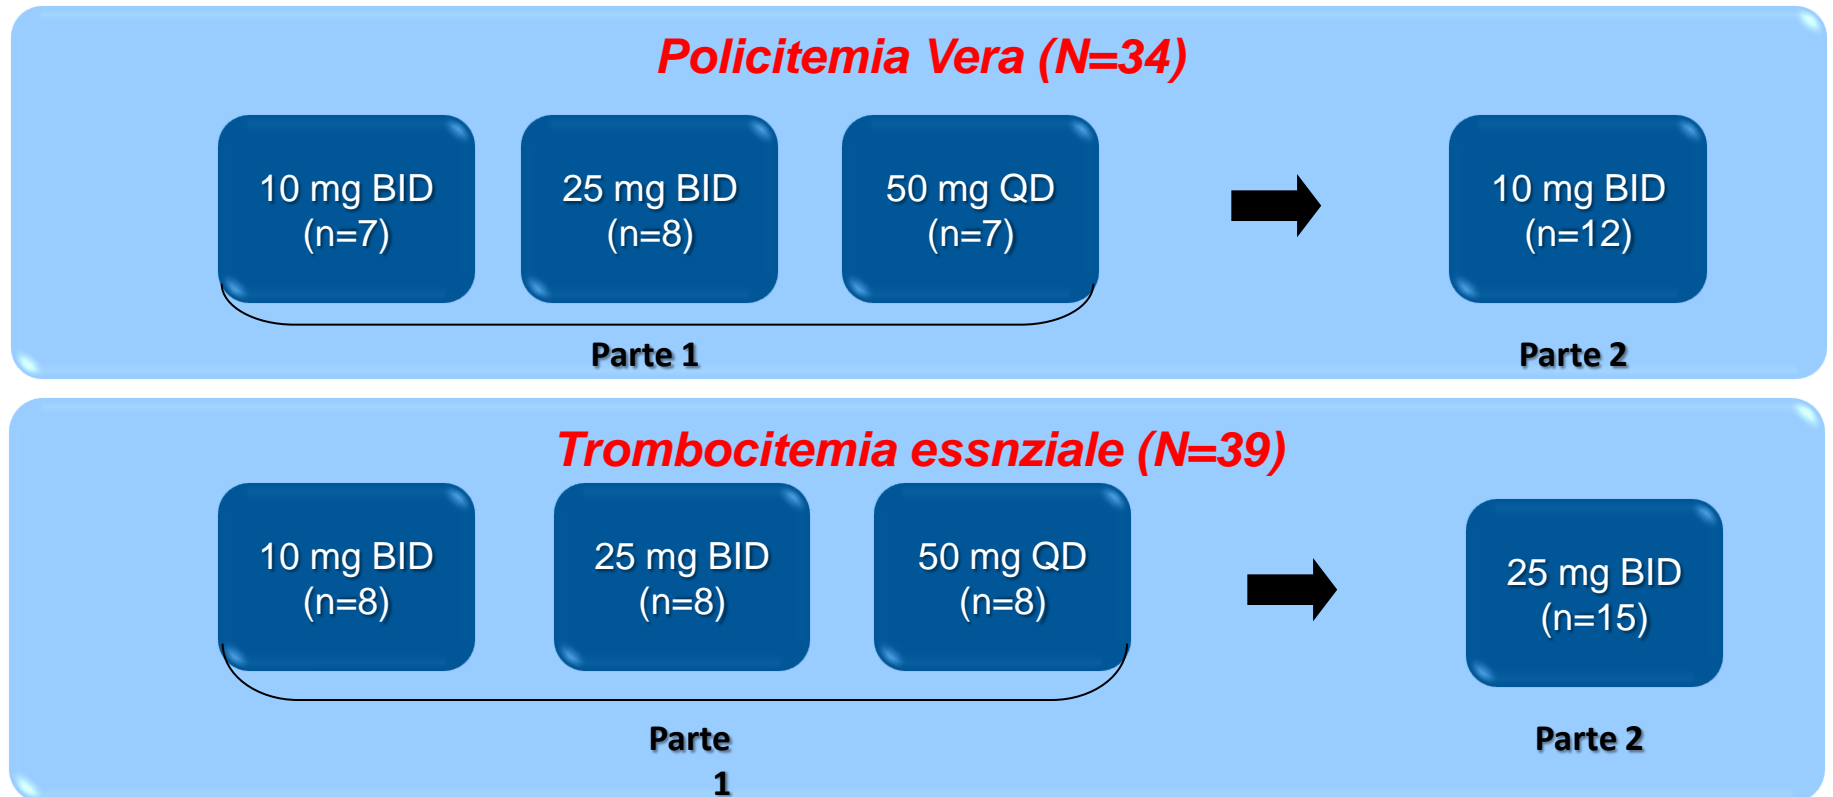 Policitemia Vera (N=34)
10 mg BID
(n=7)
25 mg BID
(n=8)
50 mg QD
(n=7)
10 mg BID
(n=12)
Parte 1
Parte 2
Trombocitemia essnziale (N=39)
10 mg BID
(n=8)
25 mg BID
(n=8)
50 mg QD
(n=8)
25 mg BID
(n=15)
Parte
1
Parte 2